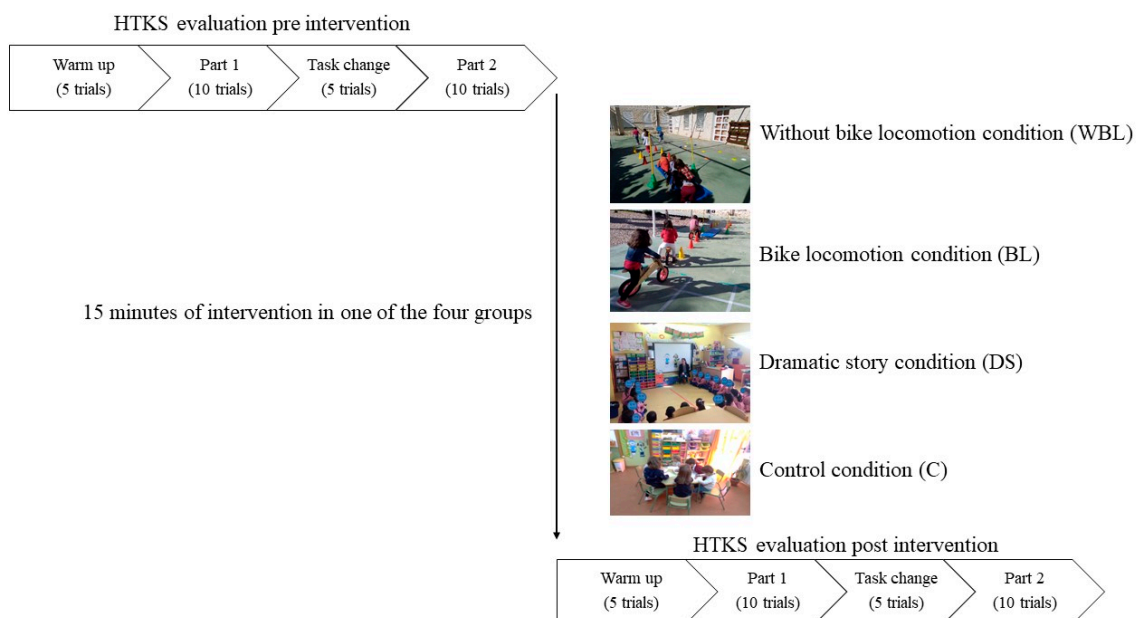 HTKS evaluation pre intervention
Warm up
(5 trials)
Part 1
(10 trials)
Task change
(5 trials)
Part 2
(10 trials)
Without bike locomotion condition (WBL)
Bike locomotion condition (BL)
15 minutes of intervention in one of the four groups
Dramatic story condition (DS)
Control condition (C)
HTKS evaluation post intervention
Warm up
(5 trials)
Part 1
(10 trials)
Task change
(5 trials)
Part 2
(10 trials)